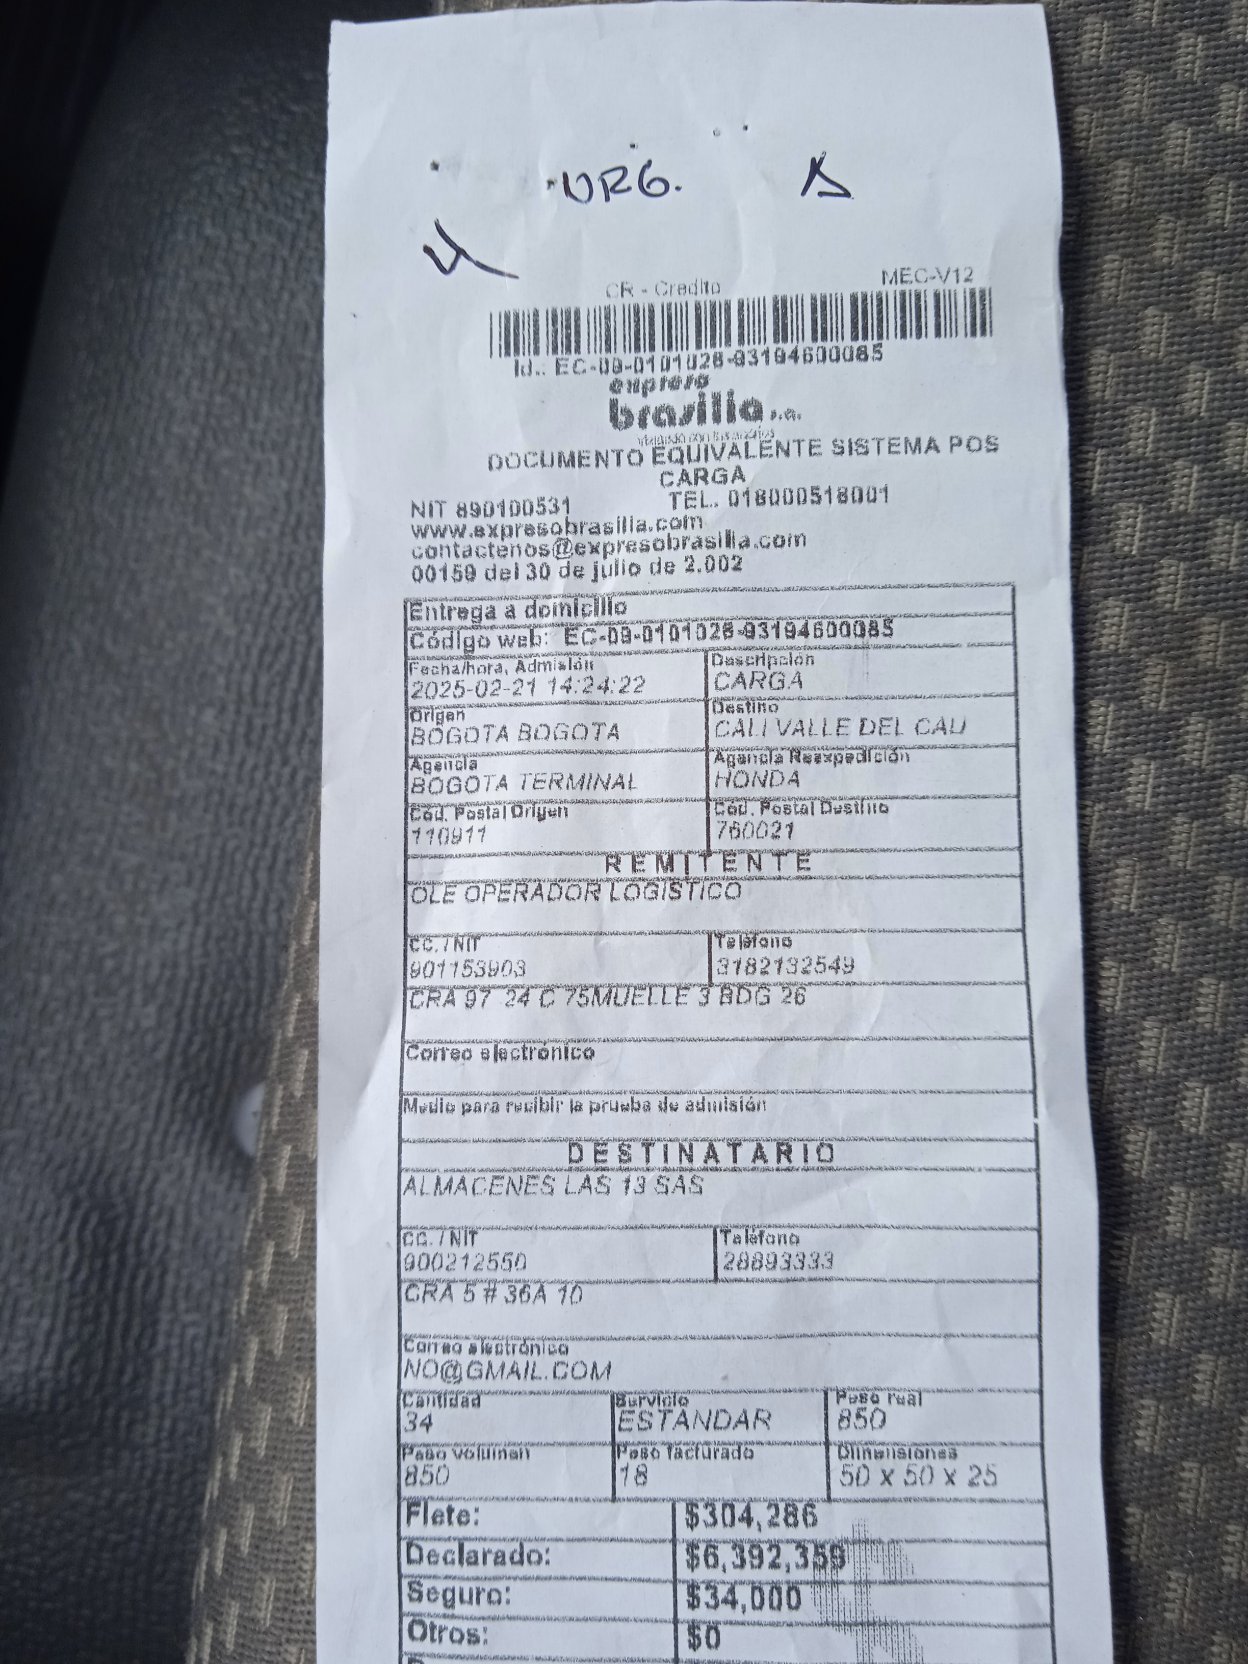 URG.
CR - Credito MEC-V12
Id.: EC-09-0101026-93194600085
expreso
brasilia s.a.
DOCUMENTO EQUIVALENTE SISTEMA POS
CARGA
NIT 890100531 TEL. 018000518001
www.expresobrasilia.com
contactenos@expresobrasilia.com
00159 del 30 de julio de 2.002
Entrega a domicilio
Código web: EC-09-0101026-93194600085
Fecha/hora, Admisión Descripción
2025-02-21 14:24:22 CARGA
Origen Destino
BOGOTA BOGOTA CALI VALLE DEL CAU
Agencia Agencia Reexpedición
BOGOTA TERMINAL HONDA
Cód. Postal Origen Cód. Postal Destino
110911 760021
REMITENTE
OLE OPERADOR LOGISTICO
CC. / NIT Teléfono
901153903 3182132549
CRA 97 24 C 75MUELLE 3 BDG 26
Correo electrónico
Medio para recibir la prueba de admisión
DESTINATARIO
ALMACENES LAS 13 SAS
CC. / NIT Teléfono
900212550 28893333
CRA 5 # 36A 10
Correo electrónico
NO@GMAIL.COM
Cantidad Servicio Peso real
34 ESTANDAR 850
Peso volumen Peso facturado Dimensiones
850 18 50 x 50 x 25
Flete: $304,286
Declarado: $6,392,359
Seguro: $34,000
Otros: $0